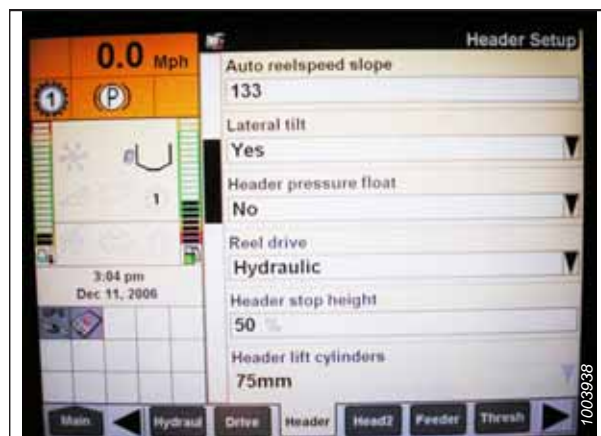 Header Setup
0.0 Mph
1
(P)
1
3:04 pm
Dec 11, 2006
Auto reelspeed slope
133
Lateral tilt
Yes
Header pressure float
No
Reel drive
Hydraulic
Header stop height
50 %
Header lift cylinders
75mm
Main
Hydraul
Drive
Header
Head2
Feeder
Thresh
1003938